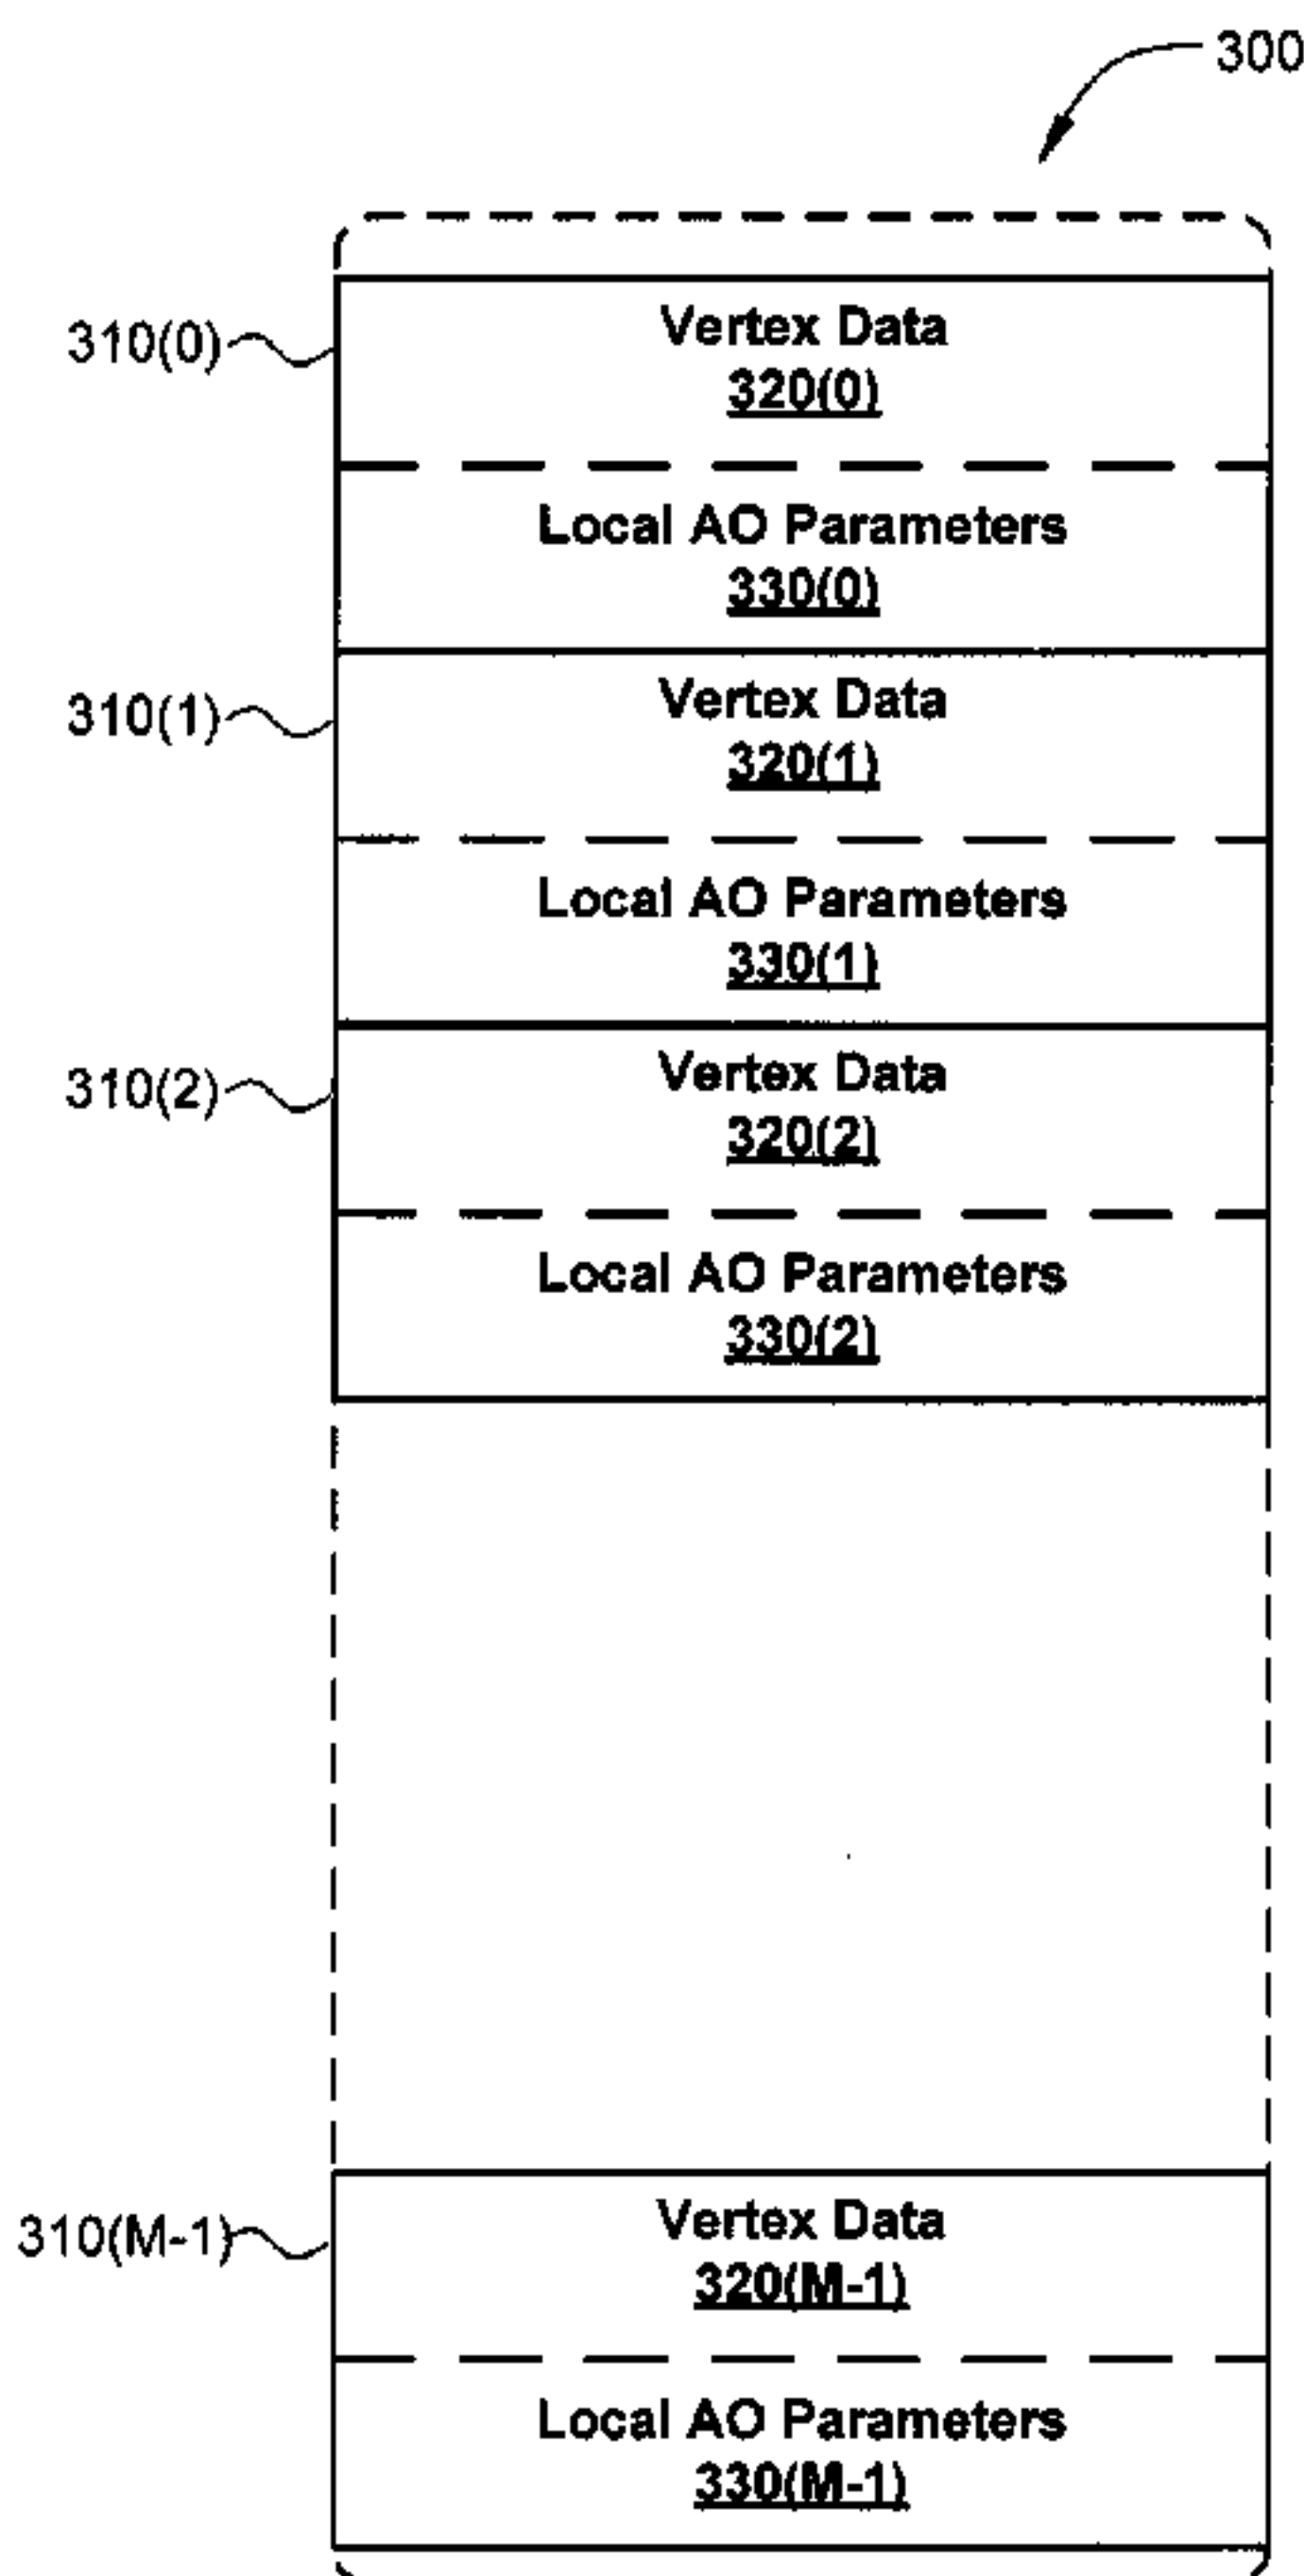 300
310(0)
Vertex Data
320(0)
Local AO Parameters
330(0)
310(1)
Vertex Data
320(1)
Local AO Parameters
330(1)
310(2)
Vertex Data
320(2)
Local AO Parameters
330(2)
310(M-1)
Vertex Data
320(M-1)
Local AO Parameters
330(M-1)